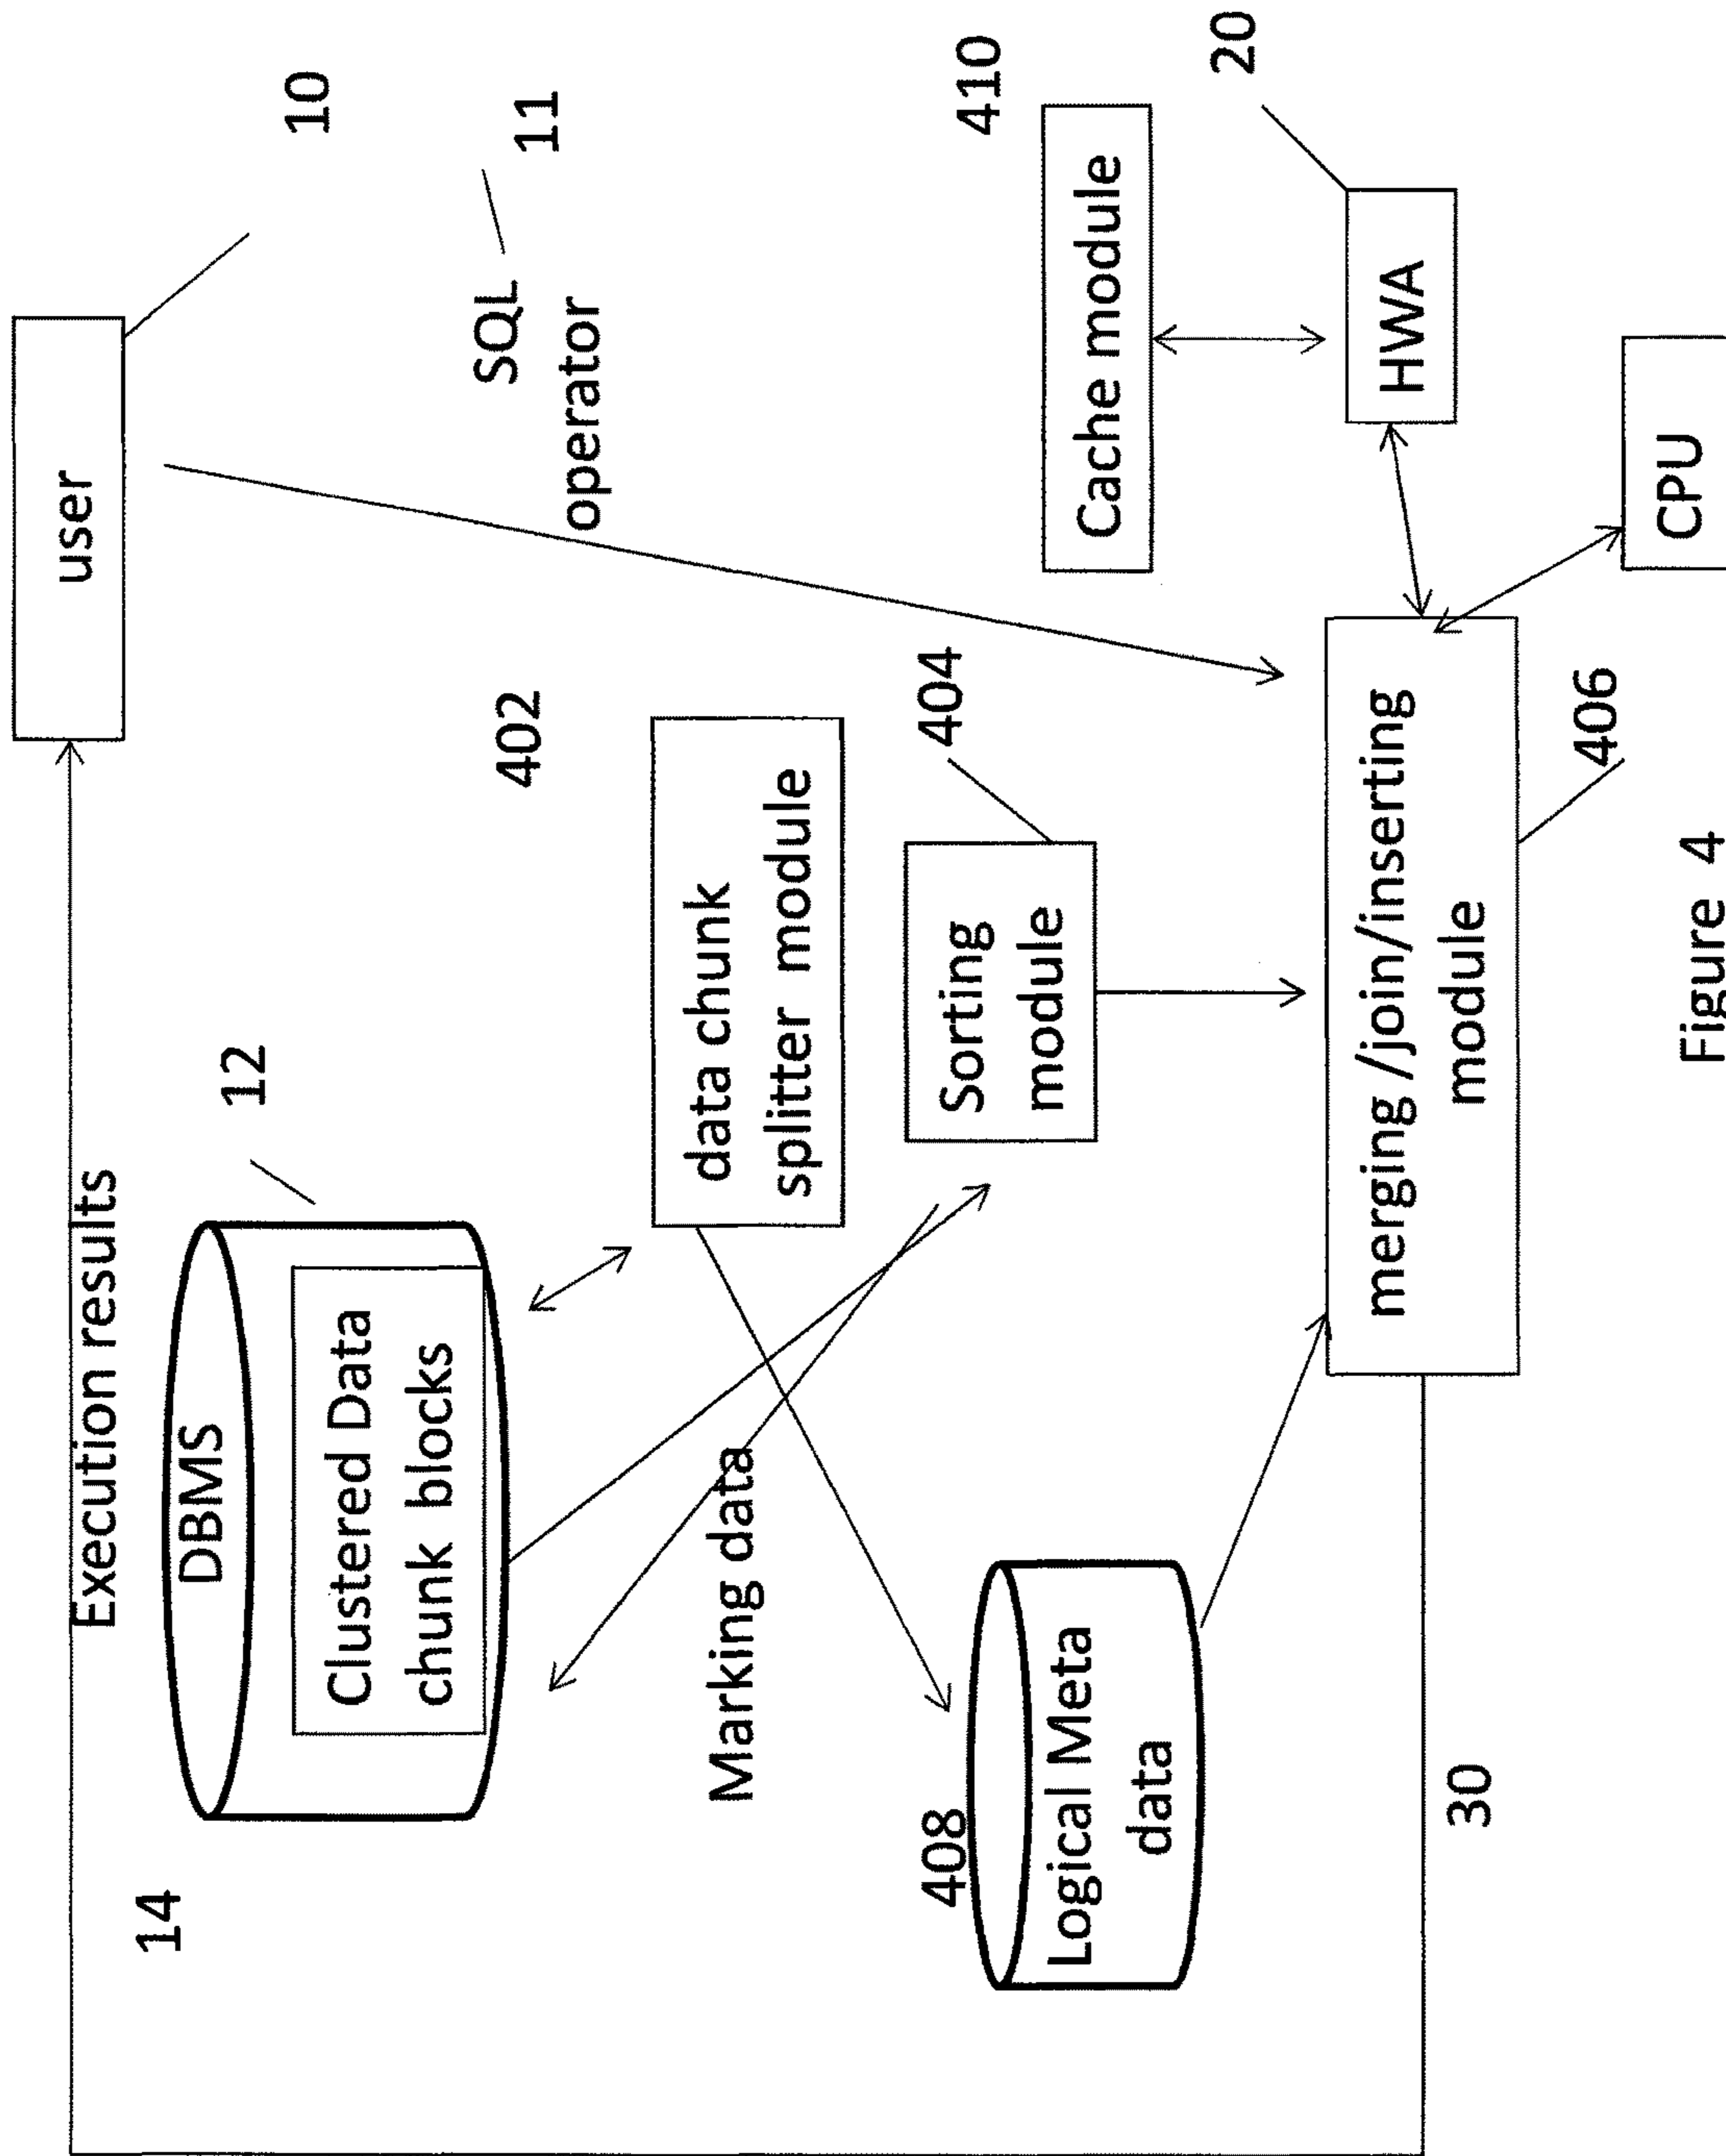 Execution results
user
10
14
DBMS
12
Clustered Data
chunk blocks
SQL
operator
11
402
data chunk
splitter module
Marking data
404
Sorting
module
408
Logical Meta
data
410
Cache module
20
HWA
merging /join/inserting
module
30
406
CPU
Figure 4